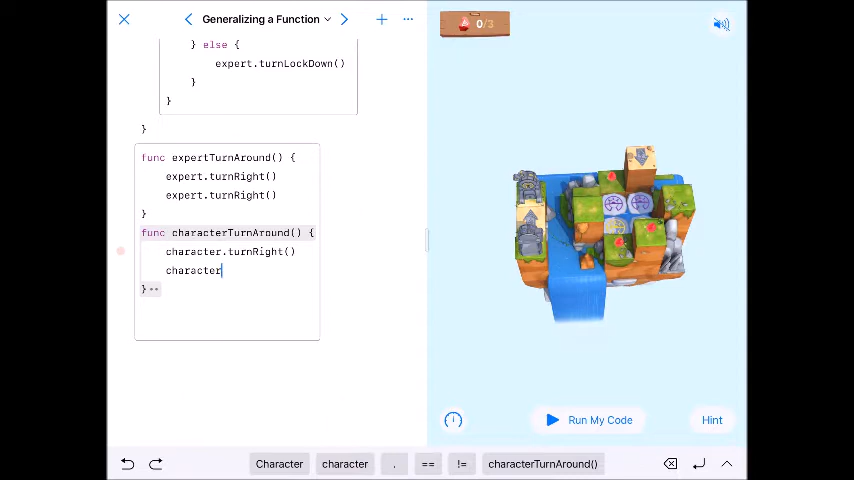 Generalizing a Function
} else {
expert.turnLockDown()
}
}
}
func expertTurnAround() {
expert.turnRight()
expert.turnRight()
}
func characterTurnAround() {
character.turnRight()
character
}
0/3
Run My Code
Hint
Character character . == != characterTurnAround()